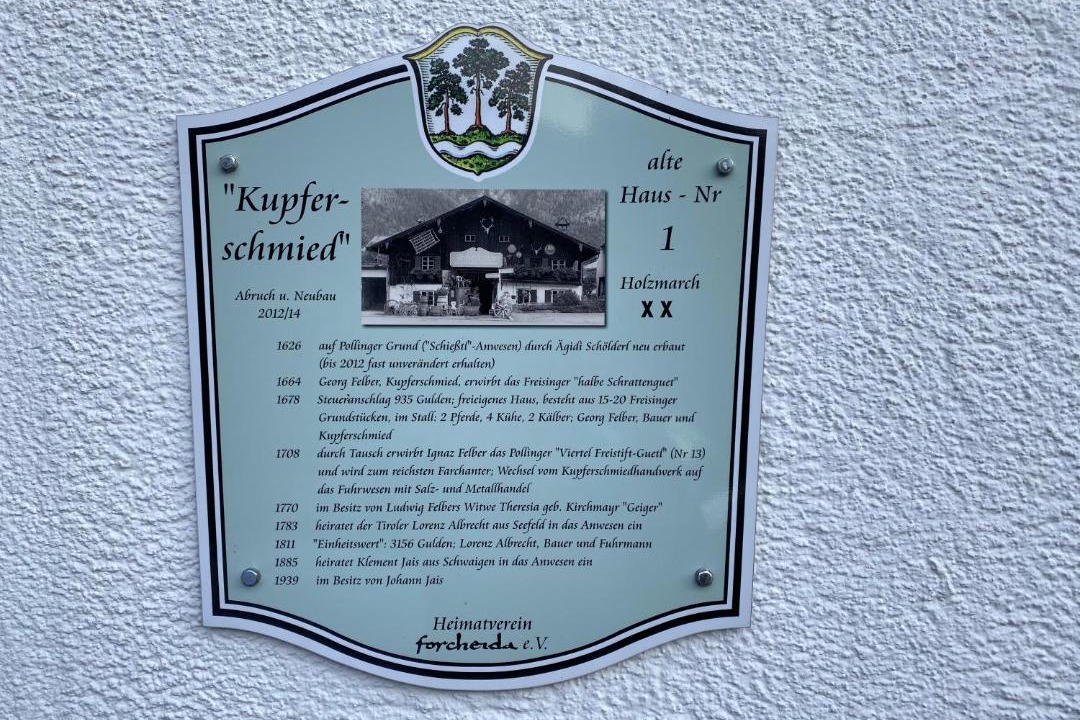 "Kupfer-
schmied"
Abruch u. Neubau
2012/14
alte
Haus - Nr
1
Holzmarch
X X
1626 auf Pollinger Grund ("Schießtl"-Anwesen) durch Ägidi Schölderl neu erbaut
(bis 2012 fast unverändert erhalten)
1664 Georg Felber, Kupferschmied, erwirbt das Freisinger "halbe Schrattenguet"
1678 Steueranschlag 935 Gulden; freieigenes Haus, besteht aus 15-20 Freisinger
Grundstücken, im Stall: 2 Pferde, 4 Kühe, 2 Kälber; Georg Felber, Bauer und
Kupferschmied
1708 durch Tausch erwirbt Ignaz Felber das Pollinger "Viertel Freistift-Guetl" (Nr 13)
und wird zum reichsten Farchanter; Wechsel vom Kupferschmiedhandwerk auf
das Fuhrwesen mit Salz- und Metallhandel
1770 im Besitz von Ludwig Felbers Witwe Theresia geb. Kirchmayr "Geiger"
1783 heiratet der Tiroler Lorenz Albrecht aus Seefeld in das Anwesen ein
1811 "Einheitswert": 3156 Gulden; Lorenz Albrecht, Bauer und Fuhrmann
1885 heiratet Klement Jais aus Schwaigen in das Anwesen ein
1939 im Besitz von Johann Jais
Heimatverein
forcheida e.V.